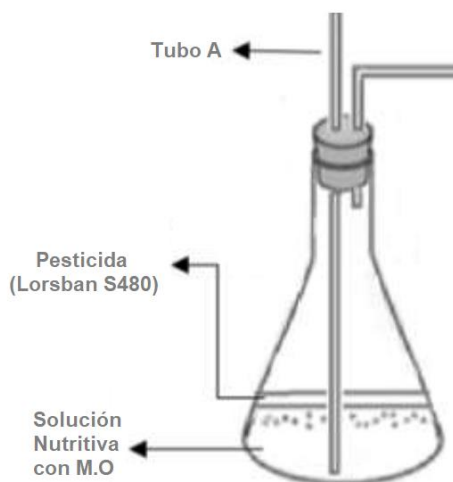 Tubo A
Pesticida
(Lorsban S480)
Solución
Nutritiva
con M.O